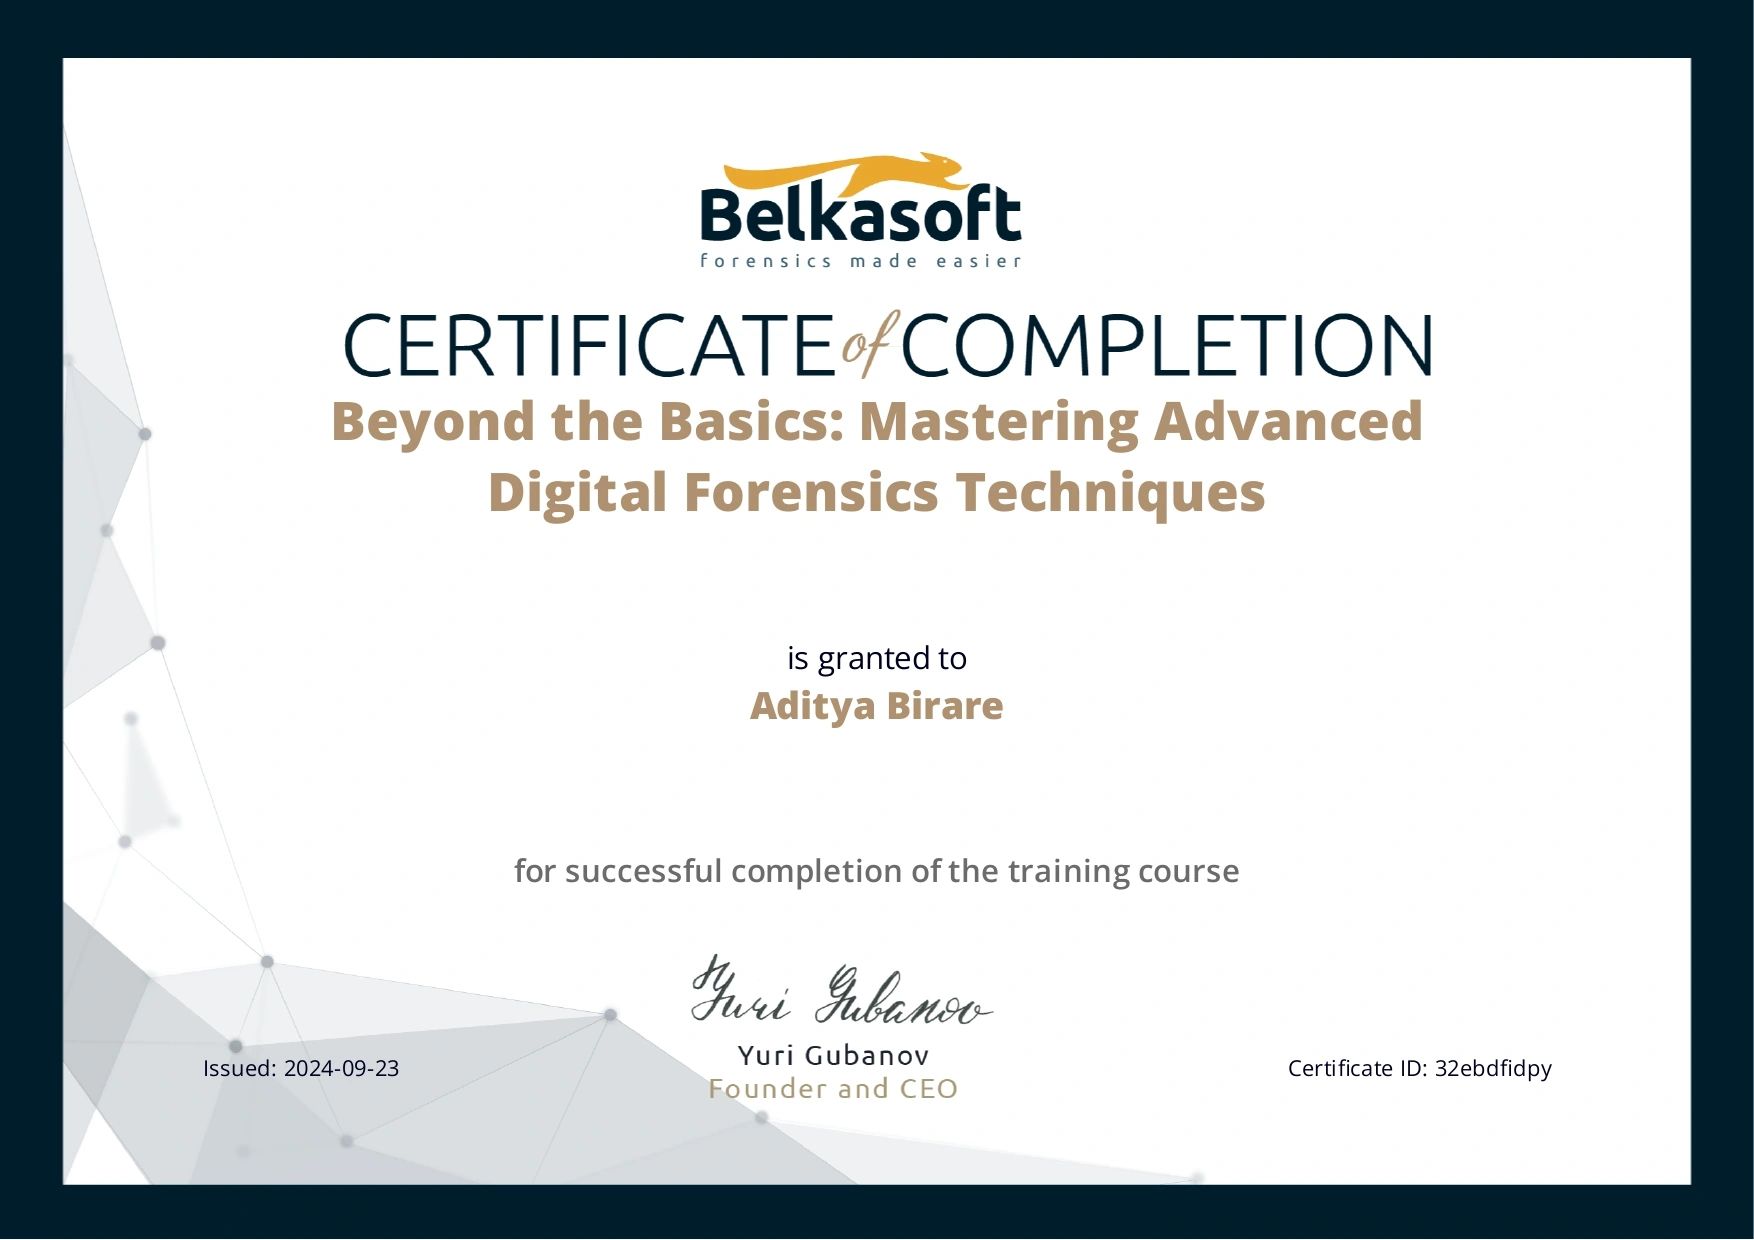 Belkasoft
forensics made easier
CERTIFICATE of COMPLETION
Beyond the Basics: Mastering Advanced
Digital Forensics Techniques
is granted to
Aditya Birare
for successful completion of the training course
Yuri Gubanov
Yuri Gubanov
Founder and CEO
Issued: 2024-09-23
Certificate ID: 32ebdfidpy